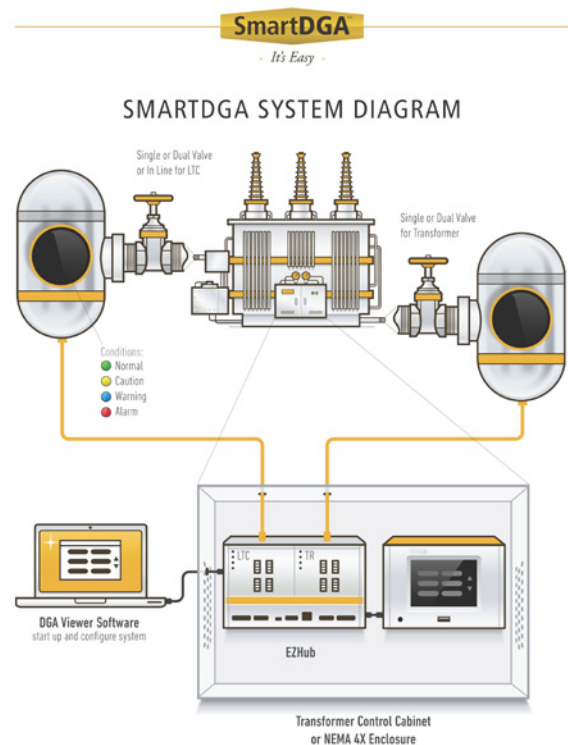 SmartDGA™
It's Easy
SMARTDGA SYSTEM DIAGRAM
Single or Dual Valve
or In Line for LTC
Single or Dual Valve
for Transformer
Conditions:
Normal
Caution
Warning
Alarm
LTC
TR
DGA Viewer Software
start up and configure system
EZHub
Transformer Control Cabinet
or NEMA 4X Enclosure